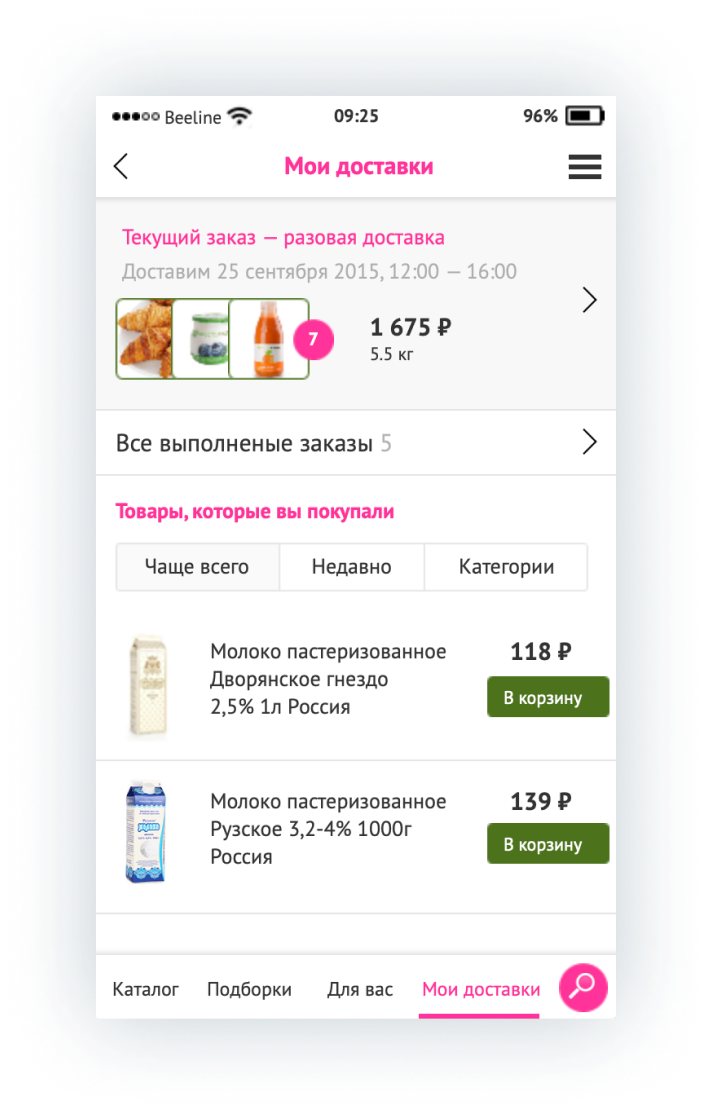 Beeline
09:25
96%
Мои доставки
Текущий заказ — разовая доставка
Доставим 25 сентября 2015, 12:00 — 16:00
7
1 675 ₽
5.5 кг
Все выполненые заказы 5
Товары, которые вы покупали
Чаще всего
Недавно
Категории
Молоко пастеризованное
Дворянское гнездо
2,5% 1л Россия
118 ₽
В корзину
Молоко пастеризованное
Рузское 3,2-4% 1000г
Россия
139 ₽
В корзину
Каталог
Подборки
Для вас
Мои доставки